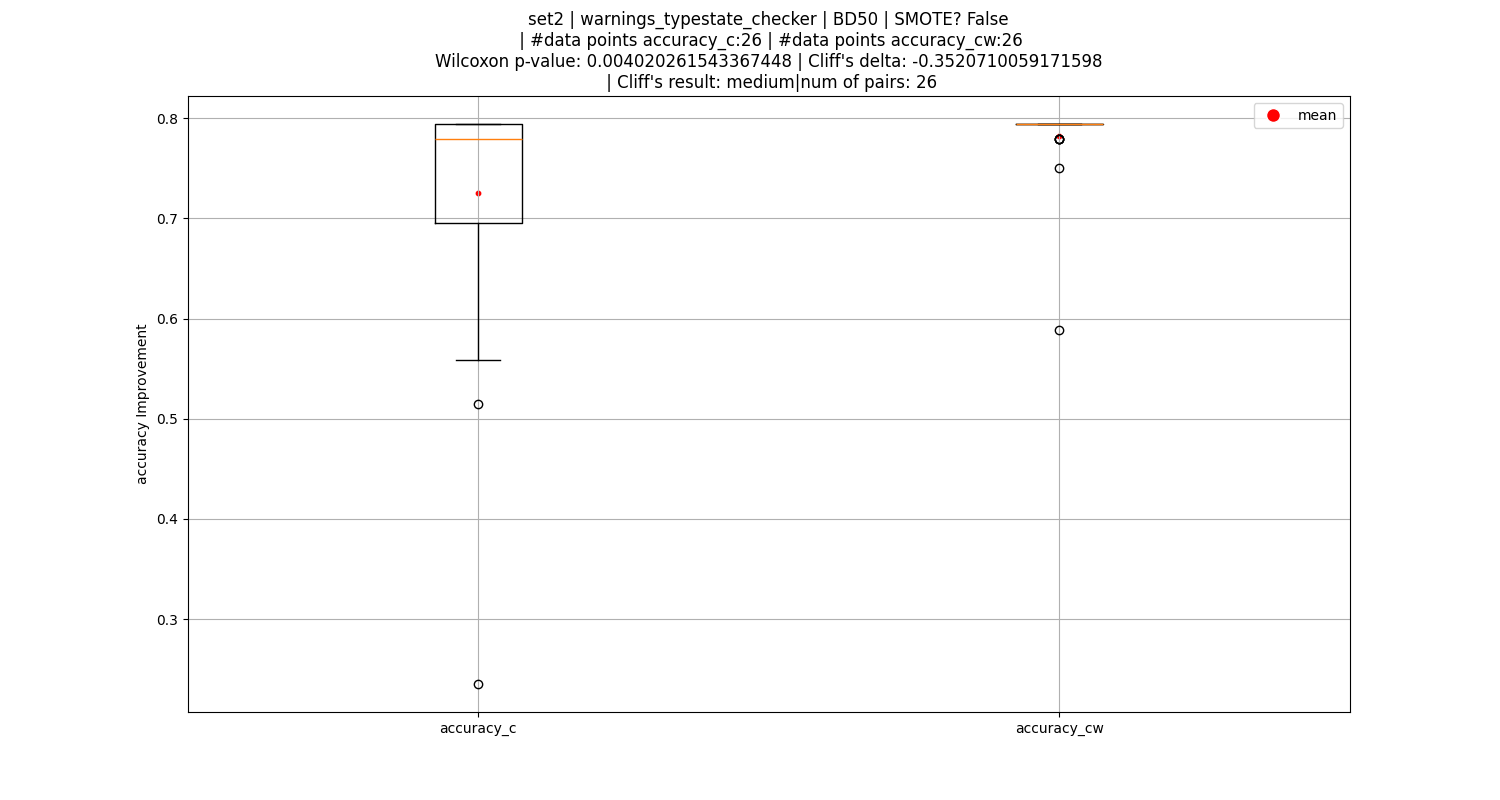 set2 | warnings_typestate_checker | BD50 | SMOTE? False
| #data points accuracy_c:26 | #data points accuracy_cw:26
Wilcoxon p-value: 0.004020261543367448 | Cliff's delta: -0.3520710059171598
| Cliff's result: medium|num of pairs: 26
mean
0.8
0.7
0.6
0.5
0.4
0.3
accuracy Improvement
accuracy_c
accuracy_cw